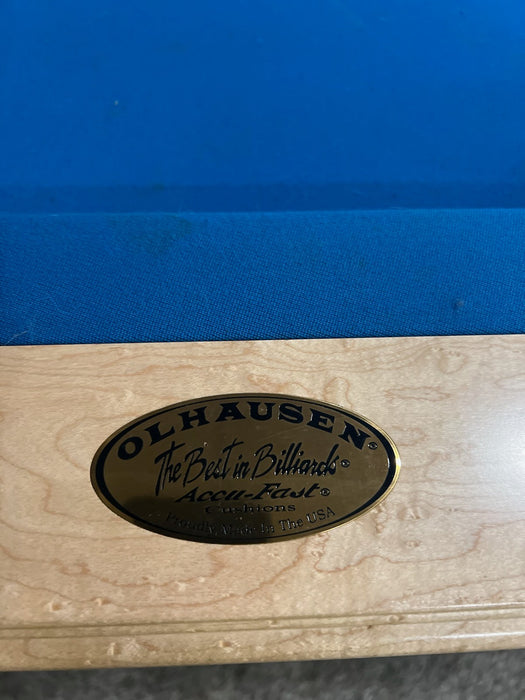 OLHAUSEN®
The Best in Billiards®
Accu-Fast®
Cushions
Proudly Made In The USA